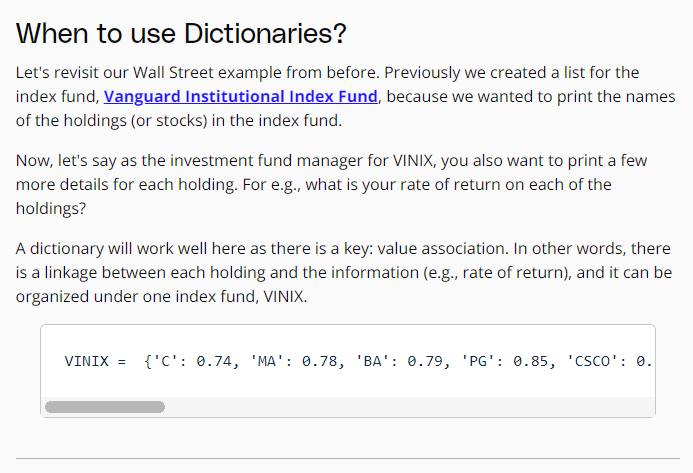 When to use Dictionaries?
Let's revisit our Wall Street example from before. Previously we created a list for the
index fund, Vanguard Institutional Index Fund, because we wanted to print the names
of the holdings (or stocks) in the index fund.
Now, let's say as the investment fund manager for VINIX, you also want to print a few
more details for each holding. For e.g., what is your rate of return on each of the
holdings?
A dictionary will work well here as there is a key: value association. In other words, there
is a linkage between each holding and the information (e.g., rate of return), and it can be
organized under one index fund, VINIX.
VINIX =  {'C': 0.74, 'MA': 0.78, 'BA': 0.79, 'PG': 0.85, 'CSCO': 0.